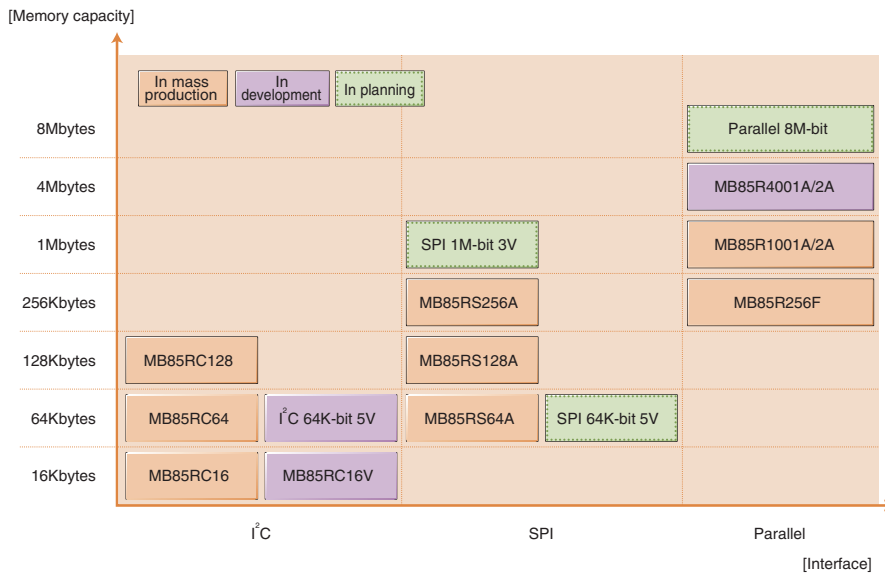 [Memory capacity]
In mass
production
In
development
In planning
8Mbytes
Parallel 8M-bit
4Mbytes
MB85R4001A/2A
1Mbytes
SPI 1M-bit 3V
MB85R1001A/2A
256Kbytes
MB85RS256A
MB85R256F
128Kbytes
MB85RC128
MB85RS128A
64Kbytes
MB85RC64
I²C 64K-bit 5V
MB85RS64A
SPI 64K-bit 5V
16Kbytes
MB85RC16
MB85RC16V
I²C
SPI
Parallel
[Interface]